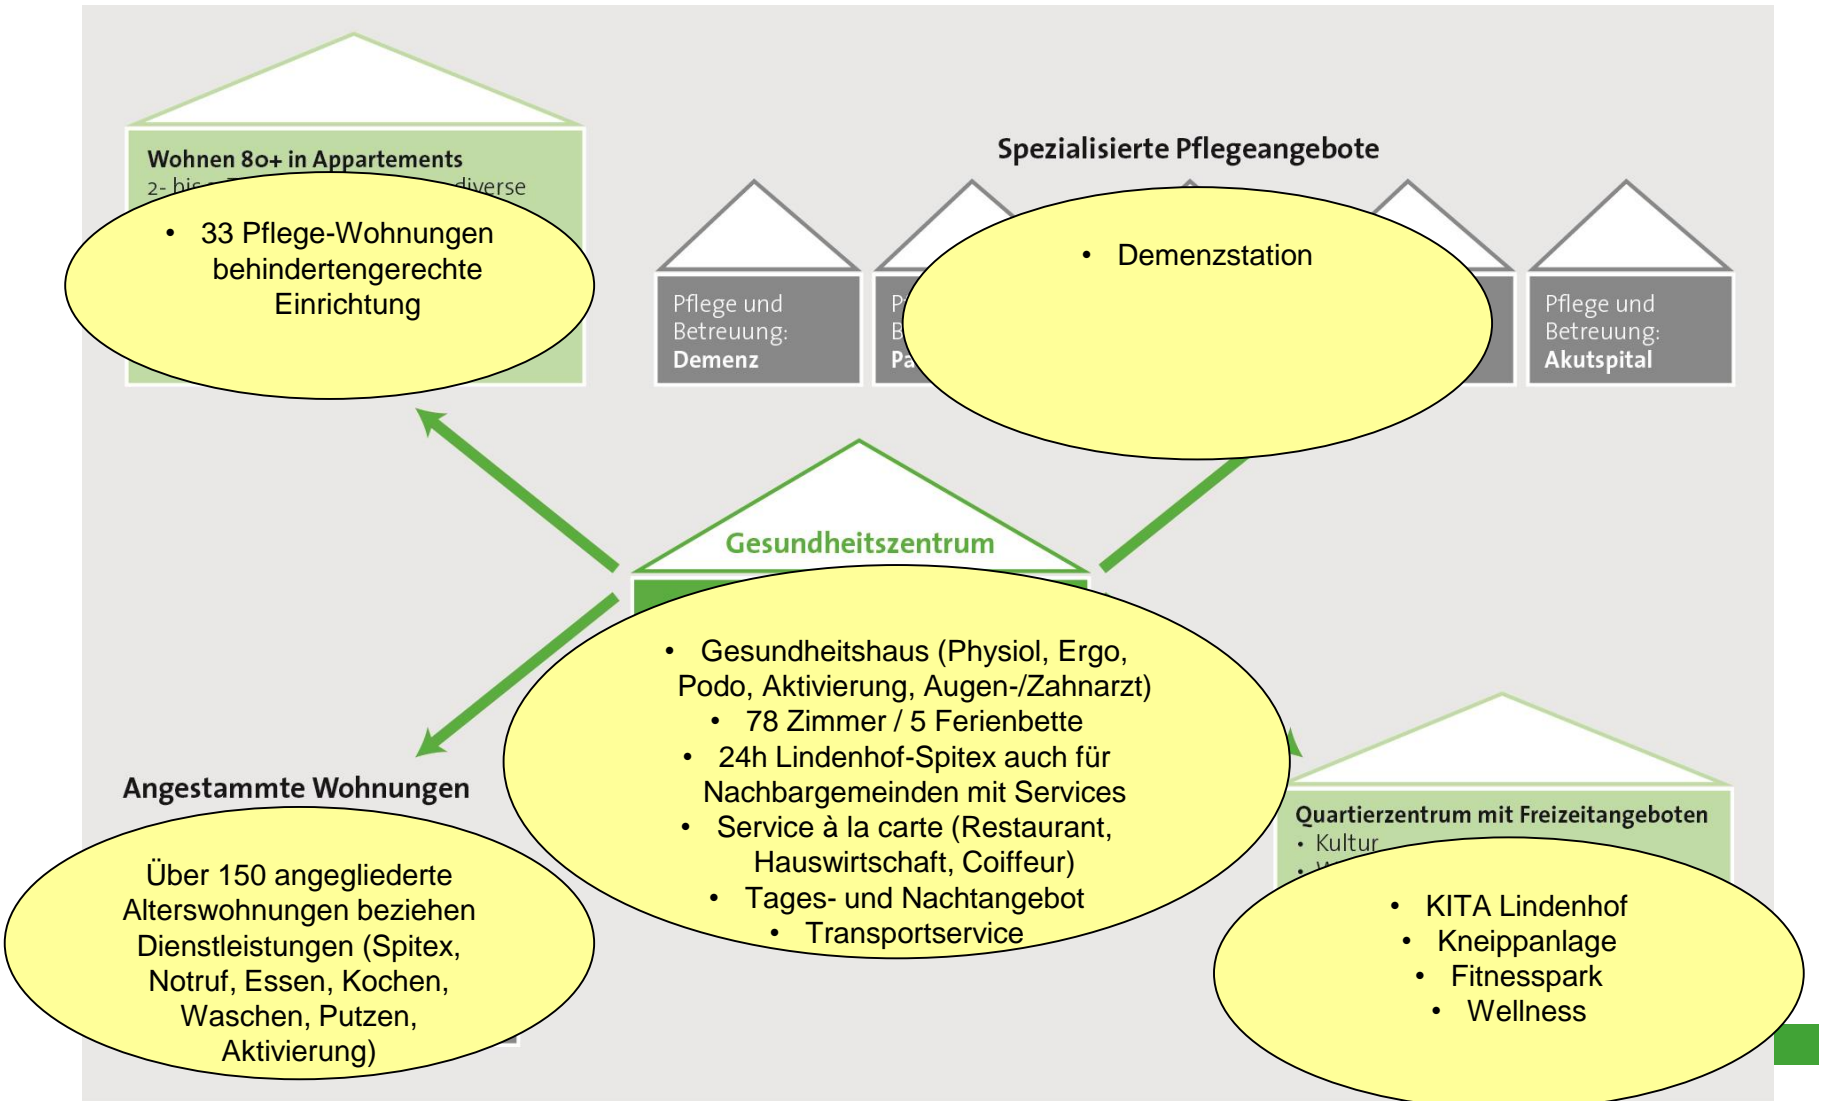 Wohnen 80+ in Appartements
2- bis diverse
• 33 Pflege-Wohnungen
behindertengerechte
Einrichtung
Spezialisierte Pflegeangebote
• Demenzstation
Pflege und
Betreuung:
Demenz
Pflege und
Betreuung:
Akutspital
Gesundheitszentrum
• Gesundheitshaus (Physiol, Ergo,
Podo, Aktivierung, Augen-/Zahnarzt)
• 78 Zimmer / 5 Ferienbette
• 24h Lindenhof-Spitex auch für
Nachbargemeinden mit Services
• Service à la carte (Restaurant,
Hauswirtschaft, Coiffeur)
• Tages- und Nachtangebot
• Transportservice
Angestammte Wohnungen
Über 150 angegliederte
Alterswohnungen beziehen
Dienstleistungen (Spitex,
Notruf, Essen, Kochen,
Waschen, Putzen,
Aktivierung)
Quartierzentrum mit Freizeitangeboten
• Kultur
• KITA Lindenhof
• Kneippanlage
• Fitnesspark
• Wellness